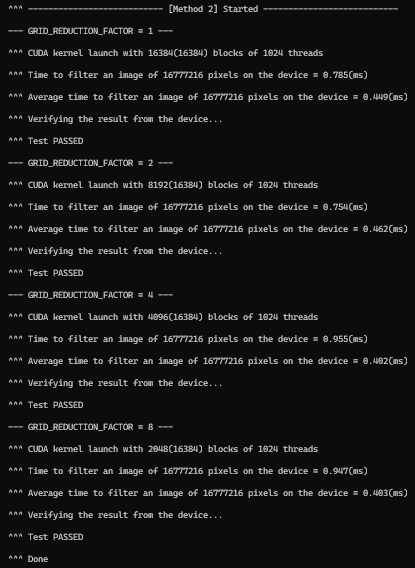 ^^^ --------------------------- [Method 2] Started ---------------------------
--- GRID_REDUCTION_FACTOR = 1 ---
^^^ CUDA kernel launch with 16384(16384) blocks of 1024 threads
^^^ Time to filter an image of 16777216 pixels on the device = 0.785(ms)
^^^ Average time to filter an image of 16777216 pixels on the device = 0.449(ms)
^^^ Verifying the result from the device...
^^^ Test PASSED
--- GRID_REDUCTION_FACTOR = 2 ---
^^^ CUDA kernel launch with 8192(16384) blocks of 1024 threads
^^^ Time to filter an image of 16777216 pixels on the device = 0.754(ms)
^^^ Average time to filter an image of 16777216 pixels on the device = 0.462(ms)
^^^ Verifying the result from the device...
^^^ Test PASSED
--- GRID_REDUCTION_FACTOR = 4 ---
^^^ CUDA kernel launch with 4096(16384) blocks of 1024 threads
^^^ Time to filter an image of 16777216 pixels on the device = 0.955(ms)
^^^ Average time to filter an image of 16777216 pixels on the device = 0.402(ms)
^^^ Verifying the result from the device...
^^^ Test PASSED
--- GRID_REDUCTION_FACTOR = 8 ---
^^^ CUDA kernel launch with 2048(16384) blocks of 1024 threads
^^^ Time to filter an image of 16777216 pixels on the device = 0.947(ms)
^^^ Average time to filter an image of 16777216 pixels on the device = 0.403(ms)
^^^ Verifying the result from the device...
^^^ Test PASSED
^^^ Done